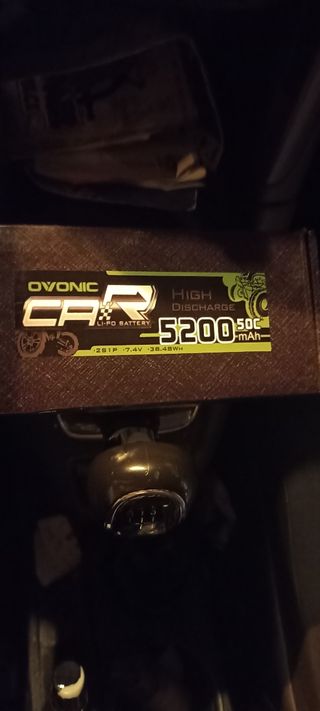 OVONIC
CAR
LI-PO BATTERY
HIGH
DISCHARGE
5200 50C
-mAh
·2S1P ·7.4V ·38.48Wh